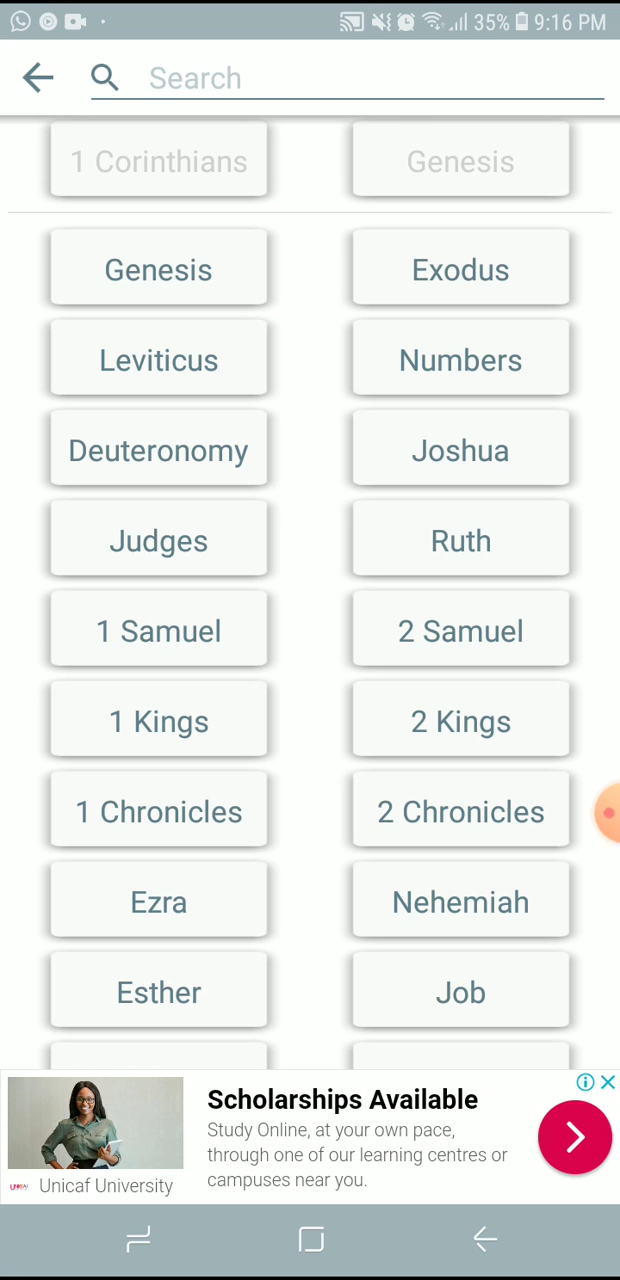 35% 9:16 PM
Search
1 Corinthians Genesis
Genesis Exodus
Leviticus Numbers
Deuteronomy Joshua
Judges Ruth
1 Samuel 2 Samuel
1 Kings 2 Kings
1 Chronicles 2 Chronicles
Ezra Nehemiah
Esther Job
Scholarships Available
Study Online, at your own pace,
through one of our learning centres or
campuses near you.
Unicaf University